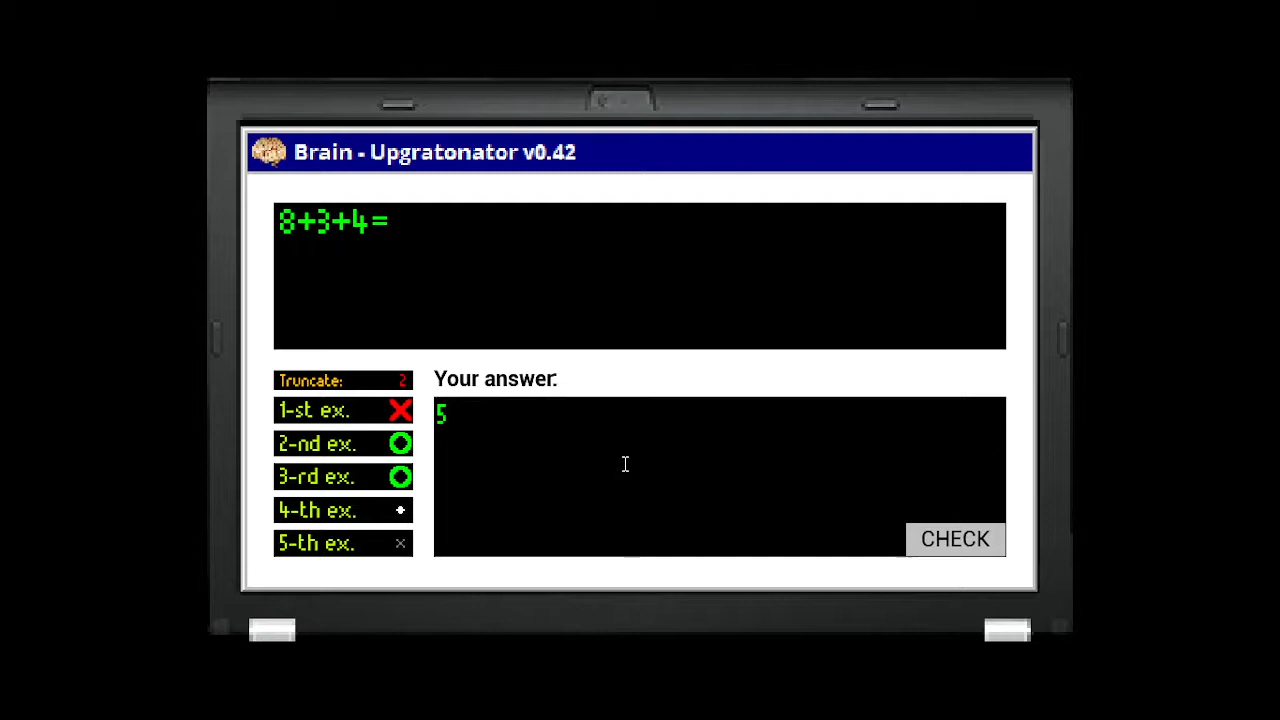 Brain - Upgratonator v0.42
8+3+4=
Truncate: 2
Your answer:
1-st ex.
5
2-nd ex.
3-rd ex.
4-th ex.
5-th ex.
CHECK